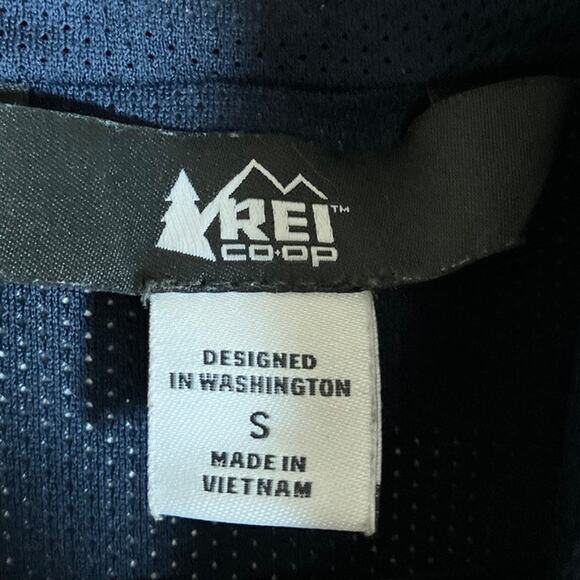 REI™
CO·OP
DESIGNED
IN WASHINGTON
S
MADE IN
VIETNAM